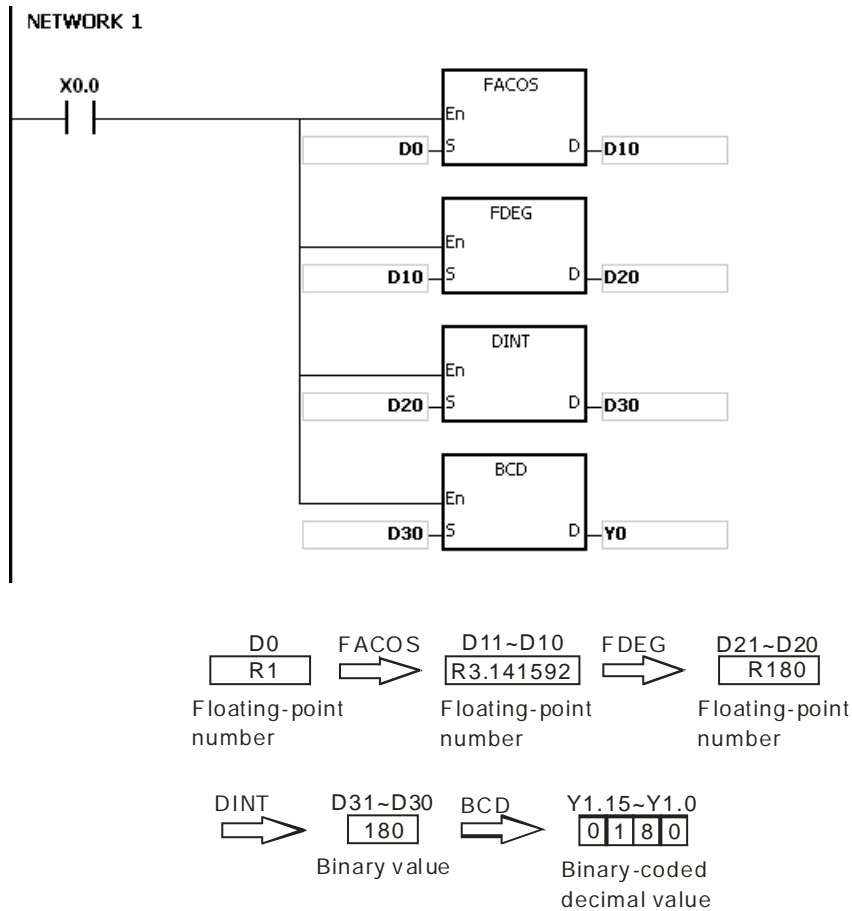 NETWORK 1
X0.0
FACOS
En
D0 S D D10
FDEG
En
D10 S D D20
DINT
En
D20 S D D30
BCD
En
D30 S D Y0
D0 FACOS D11~D10 FDEG D21~D20
R1 R3.141592 R180
Floating-point Floating-point Floating-point
number number number
DINT D31~D30 BCD Y1.15~Y1.0
180 0 1 8 0
Binary value Binary-coded
decimal value